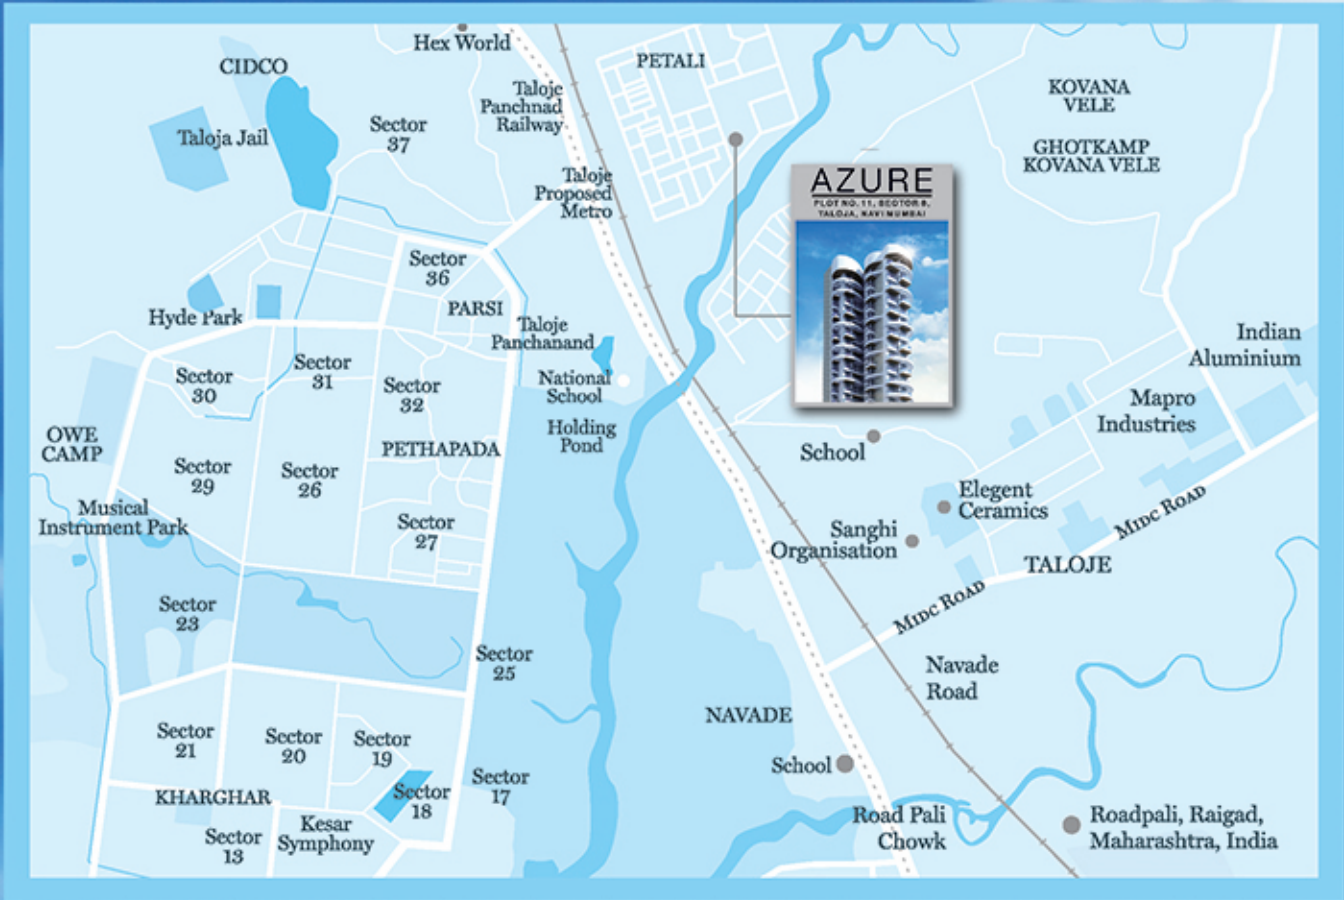 Hex World
CIDCO
PETALI
Taloje
Panchnad
Railway
KOVANA
VELE
Taloja Jail
Sector
37
GHOTKAMP
KOVANA VELE
Taloje
Proposed
Metro
AZURE
PLOT NO. 11, SECTOR 8,
TALOJA, NAVI MUMBAI
Sector
36
Hyde Park
PARSI
Taloje
Panchanand
Indian
Aluminium
Sector
30
Sector
31
Sector
32
National
School
Mapro
Industries
OWE
CAMP
PETHAPADA
Holding
Pond
School
Sector
29
Sector
26
Elegent
Ceramics
Musical
Instrument Park
Sector
27
Sanghi
Organisation
MIDC ROAD
TALOJE
MIDC ROAD
Sector
23
Sector
25
Navade
Road
NAVADE
Sector
21
Sector
20
Sector
19
School
Sector
17
KHARGHAR
Sector
18
Sector
13
Kesar
Symphony
Road Pali
Chowk
Roadpali, Raigad,
Maharashtra, India